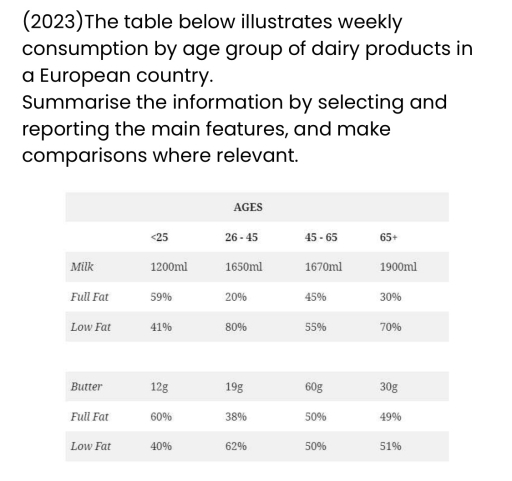 (2023)The table below illustrates weekly
consumption by age group of dairy products in
a European country.
Summarise the information by selecting and
reporting the main features, and make
comparisons where relevant.
AGES
<25 26 - 45 45 - 65 65+
Milk 1200ml 1650ml 1670ml 1900ml
Full Fat 59% 20% 45% 30%
Low Fat 41% 80% 55% 70%
Butter 12g 19g 60g 30g
Full Fat 60% 38% 50% 49%
Low Fat 40% 62% 50% 51%